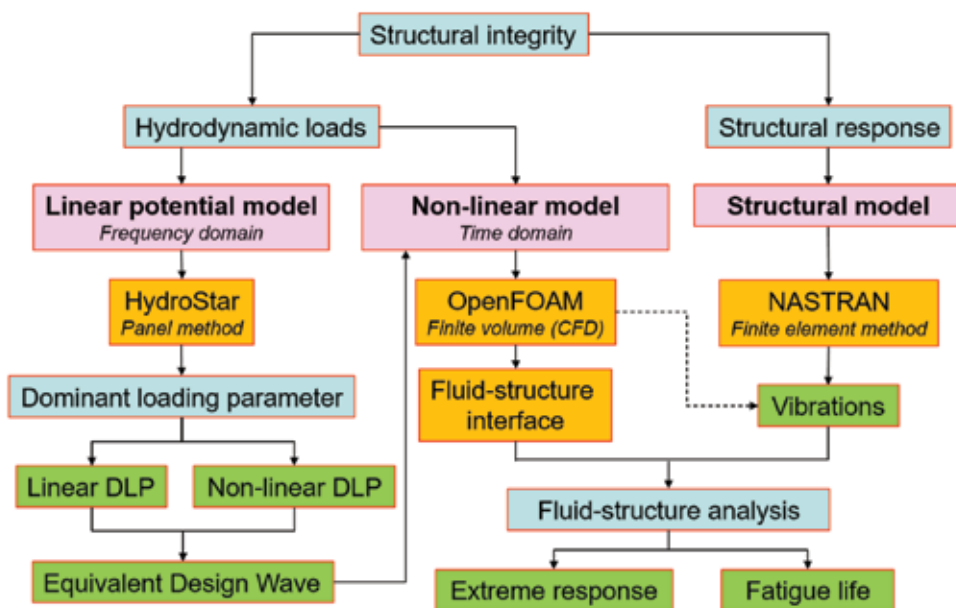 Structural integrity
Hydrodynamic loads
Structural response
Linear potential model
Frequency domain
Non-linear model
Time domain
Structural model
HydroStar
Panel method
OpenFOAM
Finite volume (CFD)
NASTRAN
Finite element method
Dominant loading parameter
Fluid-structure
interface
Vibrations
Linear DLP
Non-linear DLP
Fluid-structure analysis
Equivalent Design Wave
Extreme response
Fatigue life